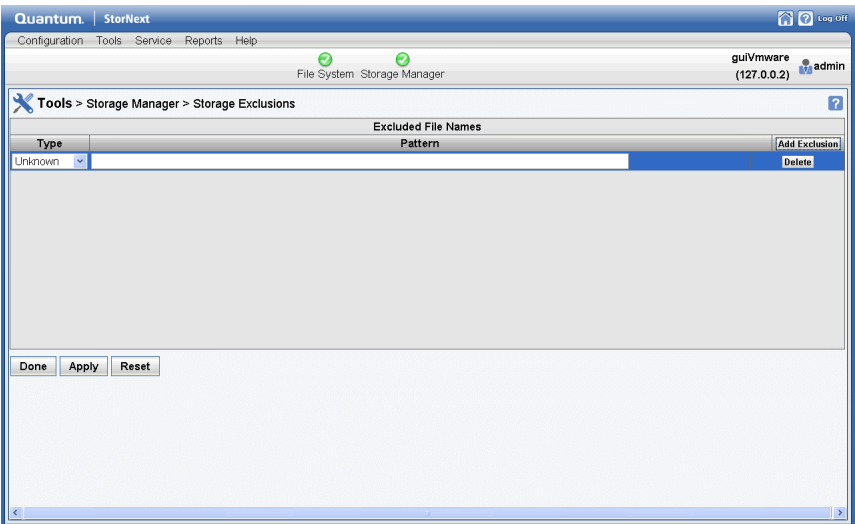 Quantum. StorNext Log Off
Configuration Tools Service Reports Help
guiVmware
File System Storage Manager
(127.0.0.2)
admin
Tools > Storage Manager > Storage Exclusions
Excluded File Names
Type Pattern Add Exclusion
Unknown Delete
Done Apply Reset